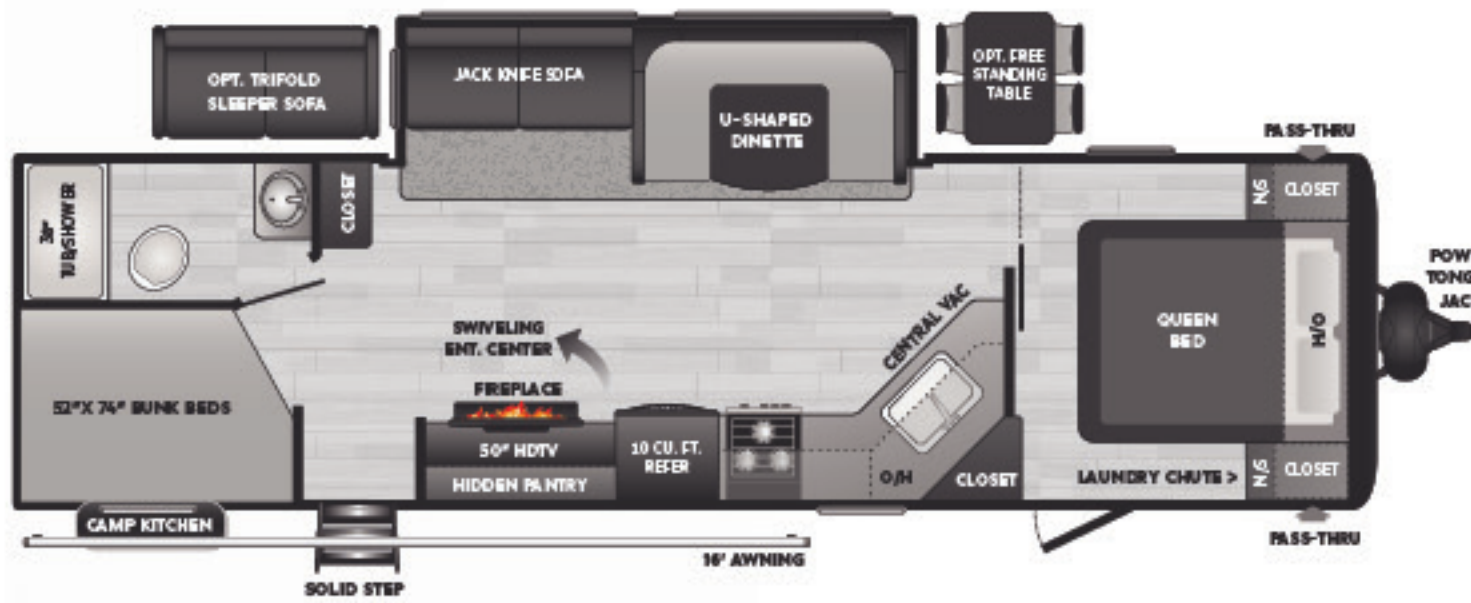 OPT. TRIFOLD
SLEEPER SOFA
JACK KNIFE SOFA
U-SHAPED
DINETTE
OPT. FREE
STANDING
TABLE
PASS-THRU
TUB/SHOWER
CLOSET
N/S
CLOSET
POW
TONG
JAC
QUEEN
BED
H/O
CENTRAL VAC
SWIVELING
ENT. CENTER
FIREPLACE
52" X 74" BUNK BEDS
50" HDTV
10 CU. FT.
REFER
HIDDEN PANTRY
O/H
CLOSET
LAUNDRY CHUTE >
N/S
CLOSET
CAMP KITCHEN
16' AWNING
PASS-THRU
SOLID STEP